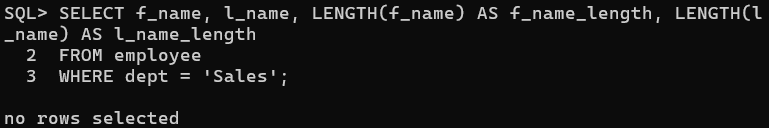 SQL> SELECT f_name, l_name, LENGTH(f_name) AS f_name_length, LENGTH(l
_name) AS l_name_length
  2  FROM employee
  3  WHERE dept = 'Sales';

no rows selected